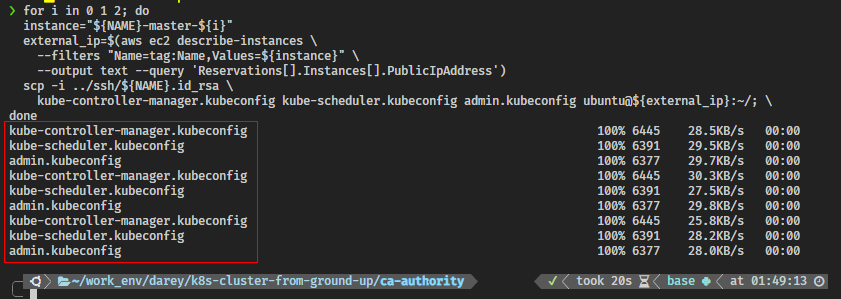 ❯ for i in 0 1 2; do
instance="${NAME}-master-${i}"
external_ip=$(aws ec2 describe-instances \
--filters "Name=tag:Name,Values=${instance}" \
--output text --query 'Reservations[].Instances[].PublicIpAddress')
scp -i ../ssh/${NAME}.id_rsa \
kube-controller-manager.kubeconfig kube-scheduler.kubeconfig admin.kubeconfig ubuntu@${external_ip}:~/; \
done
kube-controller-manager.kubeconfig 100% 6445 28.5KB/s 00:00
kube-scheduler.kubeconfig 100% 6391 29.5KB/s 00:00
admin.kubeconfig 100% 6377 29.7KB/s 00:00
kube-controller-manager.kubeconfig 100% 6445 30.3KB/s 00:00
kube-scheduler.kubeconfig 100% 6391 27.5KB/s 00:00
admin.kubeconfig 100% 6377 29.8KB/s 00:00
kube-controller-manager.kubeconfig 100% 6445 25.8KB/s 00:00
kube-scheduler.kubeconfig 100% 6391 28.2KB/s 00:00
admin.kubeconfig 100% 6377 28.0KB/s 00:00
~/work_env/darey/k8s-cluster-from-ground-up/ca-authority ✓ took 20s base at 01:49:13